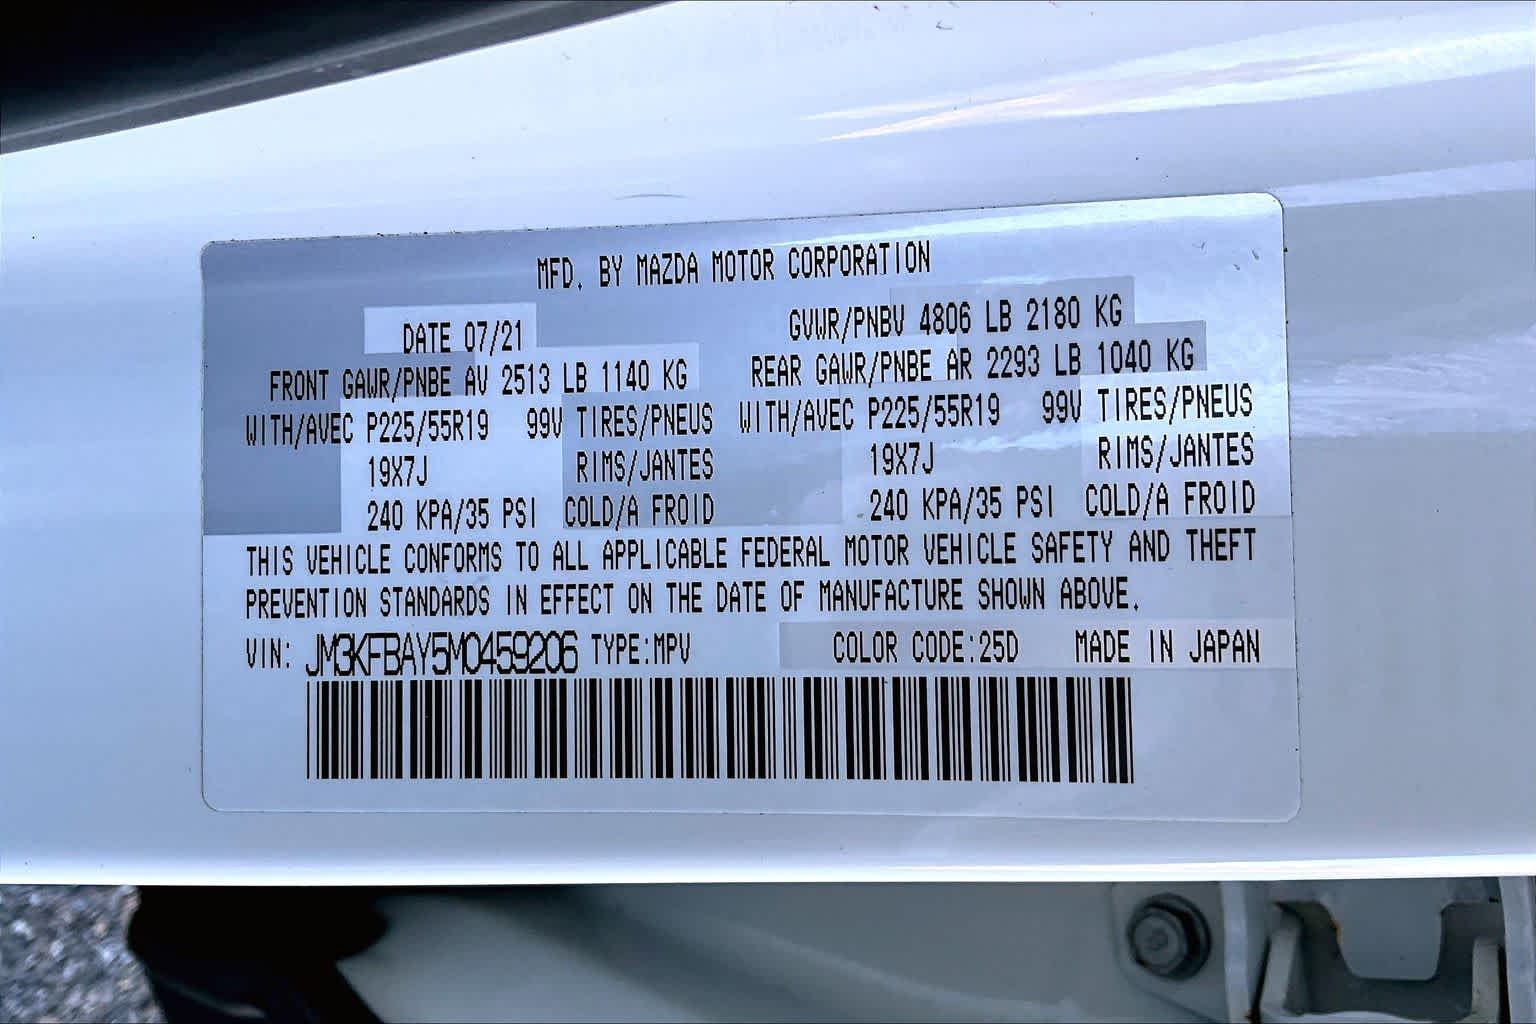 MFD. BY MAZDA MOTOR CORPORATION
DATE 07/21 GVWR/PNBV 4806 LB 2180 KG
FRONT GAWR/PNBE AV 2513 LB 1140 KG REAR GAWR/PNBE AR 2293 LB 1040 KG
WITH/AVEC P225/55R19 99V TIRES/PNEUS WITH/AVEC P225/55R19 99V TIRES/PNEUS
19X7J RIMS/JANTES 19X7J RIMS/JANTES
240 KPA/35 PSI COLD/A FROID 240 KPA/35 PSI COLD/A FROID
THIS VEHICLE CONFORMS TO ALL APPLICABLE FEDERAL MOTOR VEHICLE SAFETY AND THEFT
PREVENTION STANDARDS IN EFFECT ON THE DATE OF MANUFACTURE SHOWN ABOVE.
VIN: JM3KFBAY5M0459206 TYPE:MPV COLOR CODE:25D MADE IN JAPAN